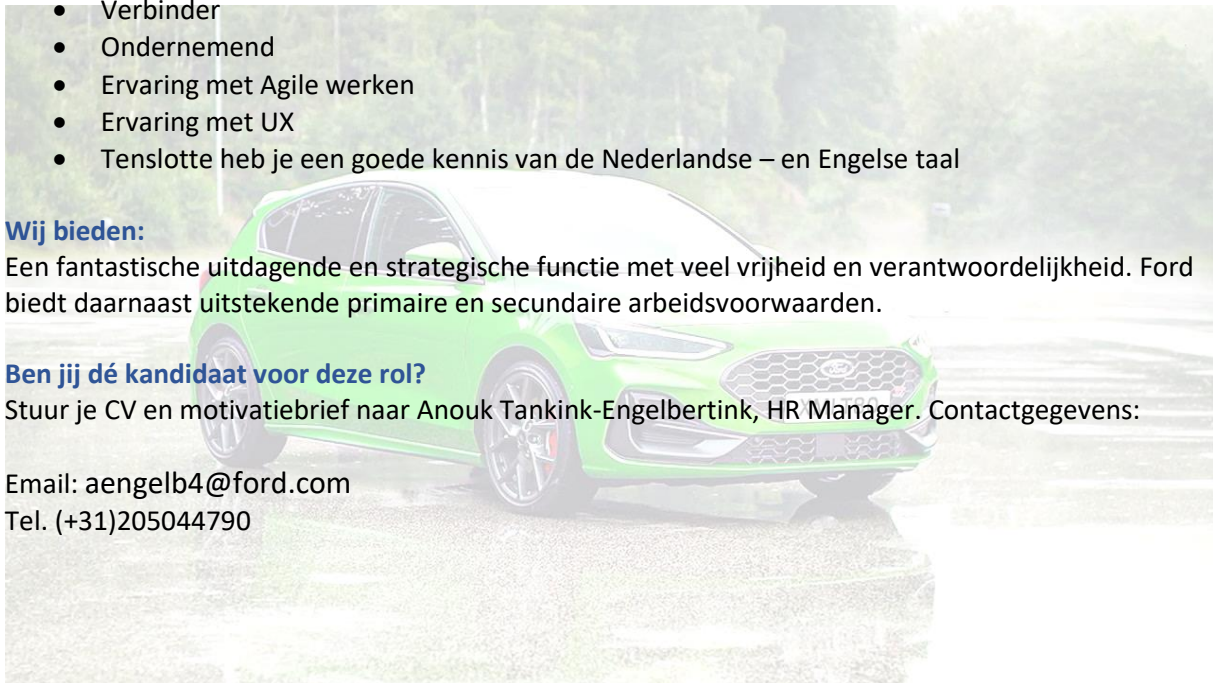 • Verbinder
• Ondernemend
• Ervaring met Agile werken
• Ervaring met UX
• Tenslotte heb je een goede kennis van de Nederlandse – en Engelse taal
Wij bieden:
Een fantastische uitdagende en strategische functie met veel vrijheid en verantwoordelijkheid. Ford
biedt daarnaast uitstekende primaire en secundaire arbeidsvoorwaarden.
Ben jij dé kandidaat voor deze rol?
Stuur je CV en motivatiebrief naar Anouk Tankink-Engelbertink, HR Manager. Contactgegevens:
Email: aengelb4@ford.com
Tel. (+31)205044790
Ford